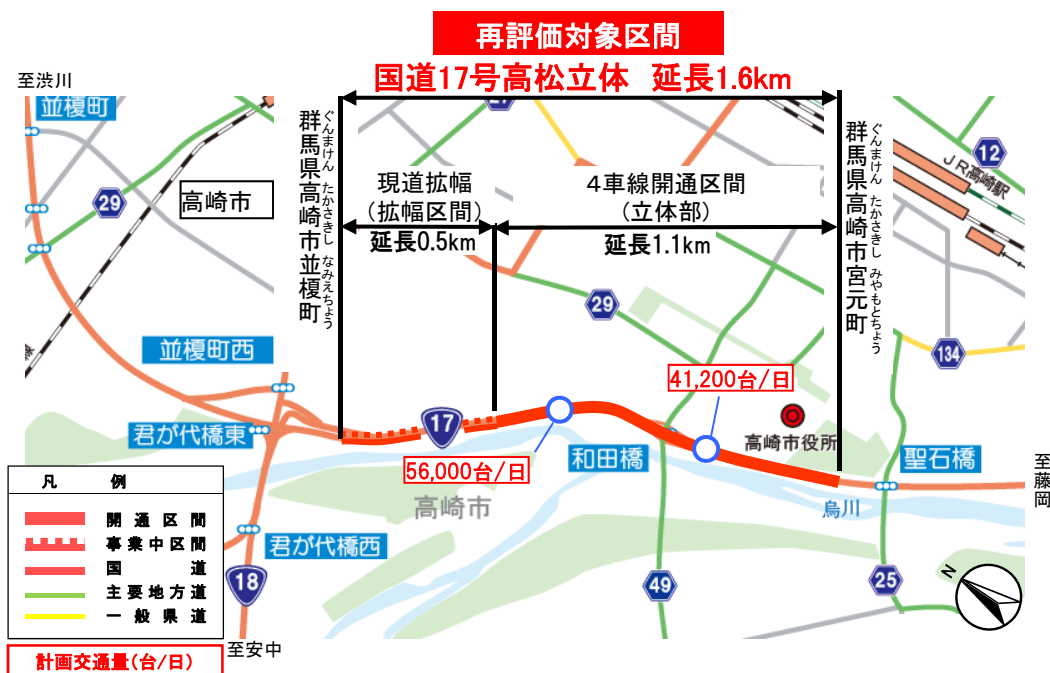 再評価対象区間
国道17号高松立体 延長1.6km
至渋川
並榎町
29
高崎市
群馬県高崎市並榎町
ぐんまけん たかさきし なみえちょう
現道拡幅
(拡幅区間)
延長0.5km
4車線開通区間
(立体部)
延長1.1km
群馬県高崎市宮元町
ぐんまけん たかさきし みやもとちょう
12
JR高崎駅
29
134
並榎町西
41,200台/日
17
君が代橋東
高崎市役所
56,000台/日
和田橋
聖石橋
至藤岡
高崎市
烏川
君が代橋西
18
49
25
N
凡例
開通区間
事業中区間
国道
主要地方道
一般県道
至安中
計画交通量(台/日)